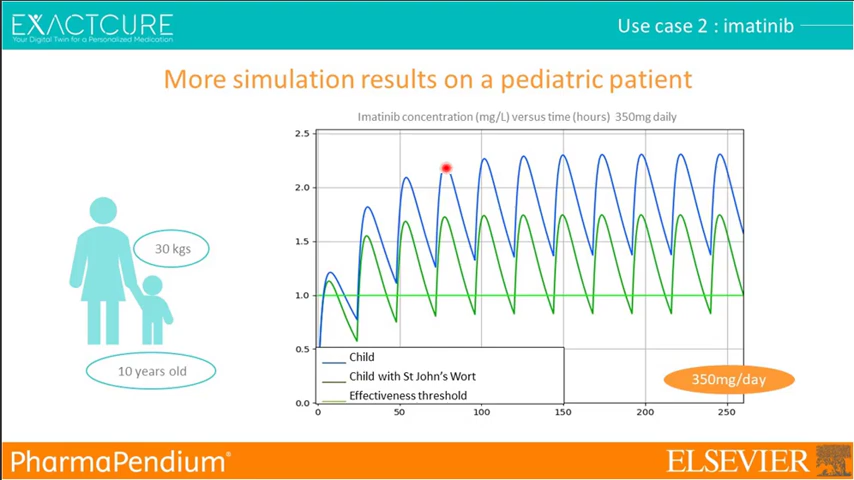 EXACTCURE
Your Digital Twin for a Personalized Medication
Use case 2 : imatinib
More simulation results on a pediatric patient
Imatinib concentration (mg/L) versus time (hours) 350mg daily
2.5
2.0
1.5
1.0
0.5
0.0
0
50
100
150
200
250
30 kgs
10 years old
Child
Child with St John's Wort
Effectiveness threshold
350mg/day
PharmaPendium®
ELSEVIER